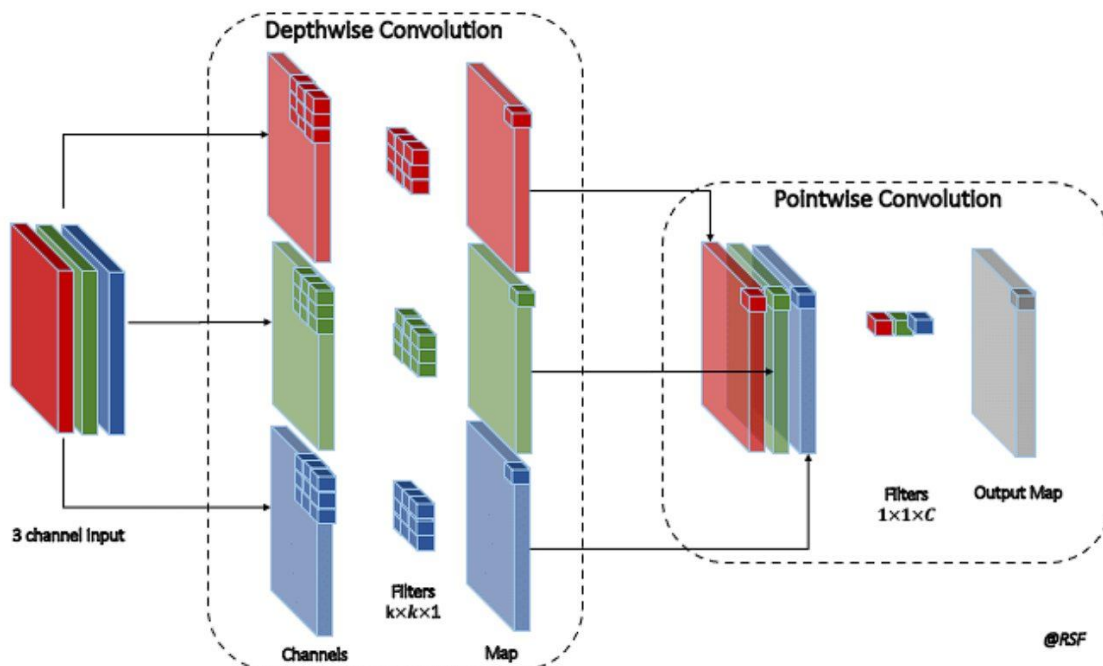 Depthwise Convolution
Pointwise Convolution
3 channel input
Filters
k×k×1
Channels
Map
Filters
1×1×C
Output Map
@RSF